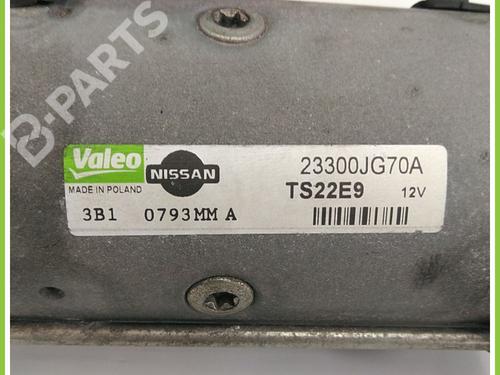 B-PARTS
Valeo NISSAN 23300JG70A
MADE IN POLAND TS22E9 12V
3B1 0793MM A